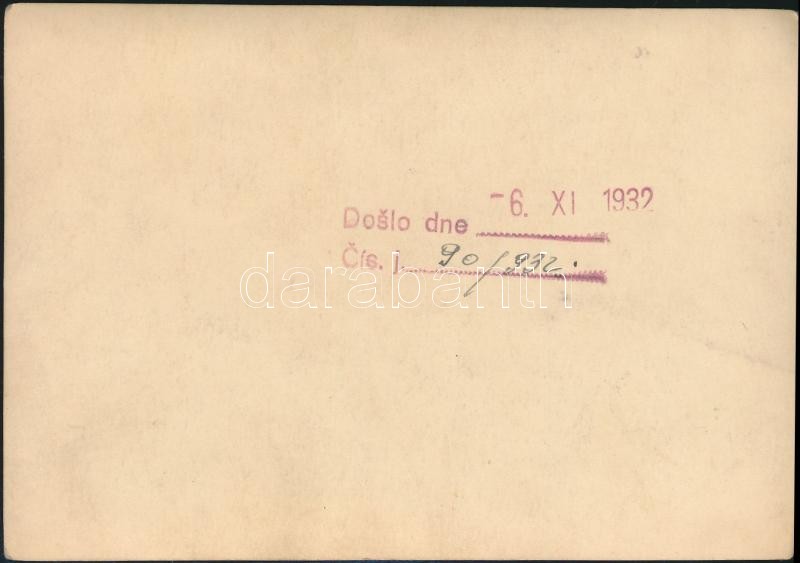 Došlo dne -6. XI 1932
Čís. j. 90/932.
darabanth